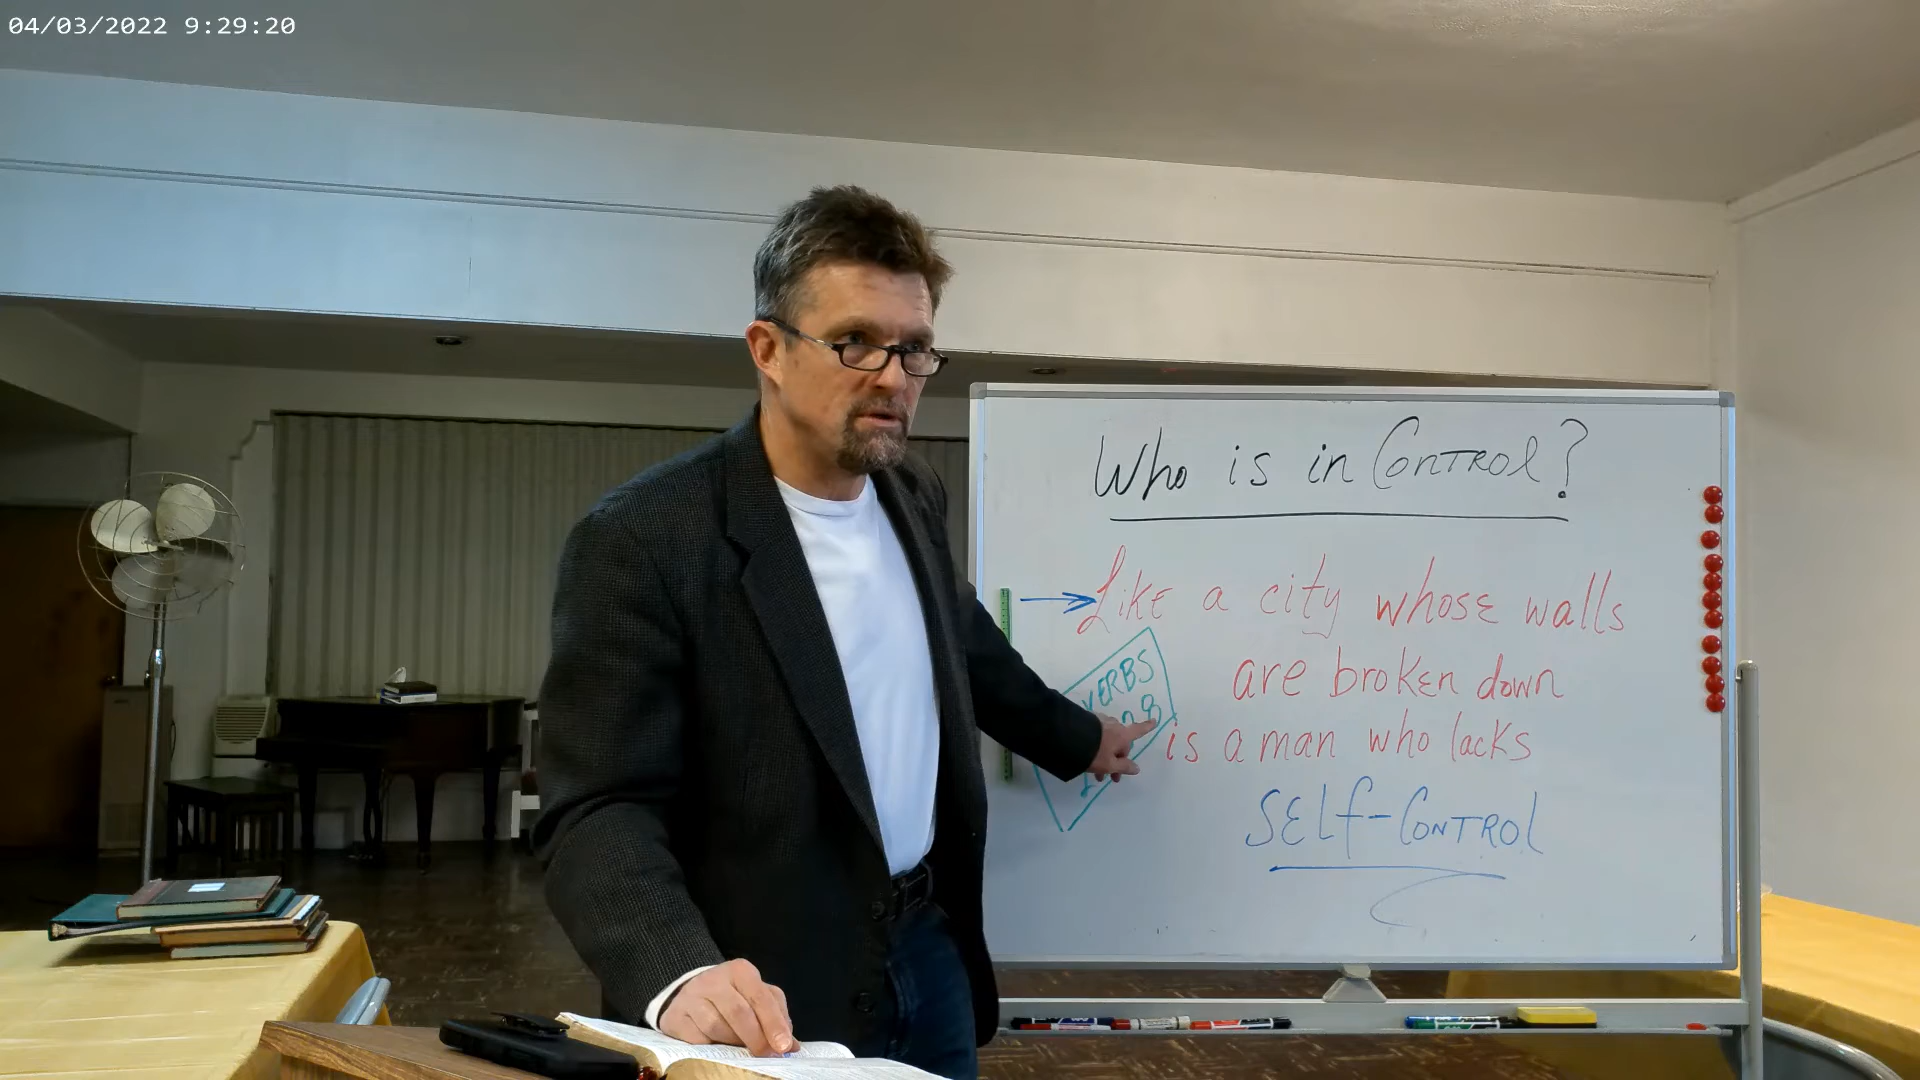 04/03/2022 9:29:20
Who is in Control?
Like a city whose walls
are broken down
is a man who lacks
SELf-CONTROL